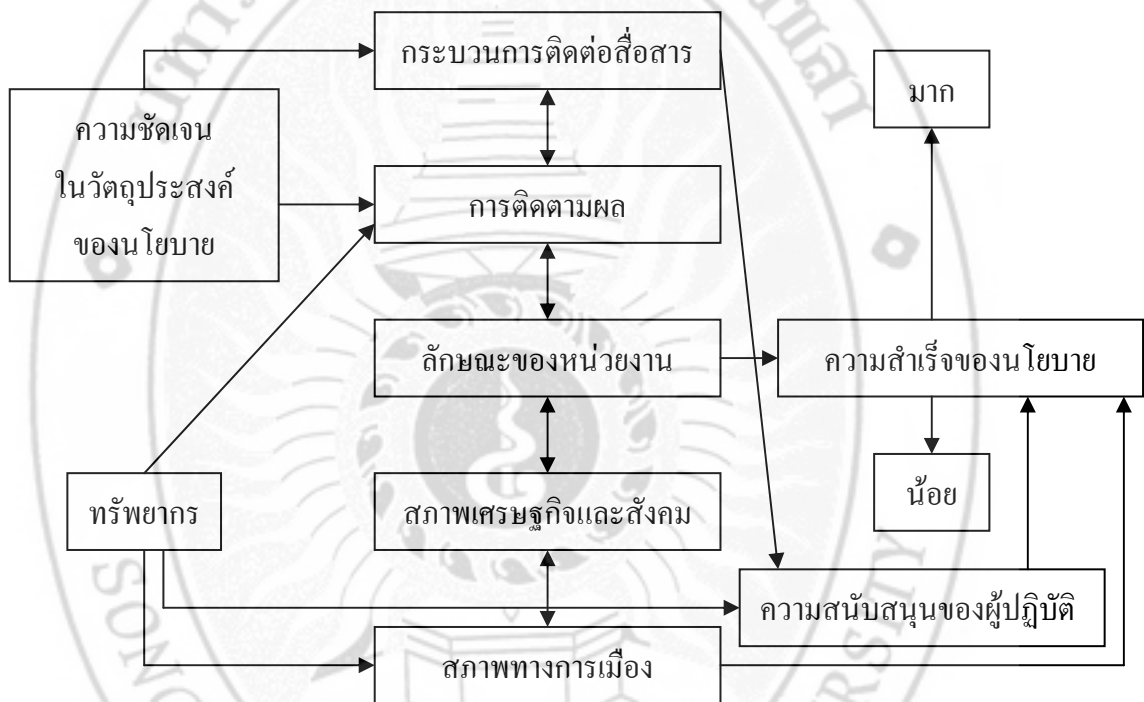 กระบวนการติดต่อสื่อสาร
มาก
ความชัดเจน
ในวัตถุประสงค์
ของนโยบาย
การติดตามผล
ลักษณะของหน่วยงาน
ความสำเร็จของนโยบาย
ทรัพยากร
สภาพเศรษฐกิจและสังคม
น้อย
ความสนับสนุนของผู้ปฏิบัติ
สภาพทางการเมือง